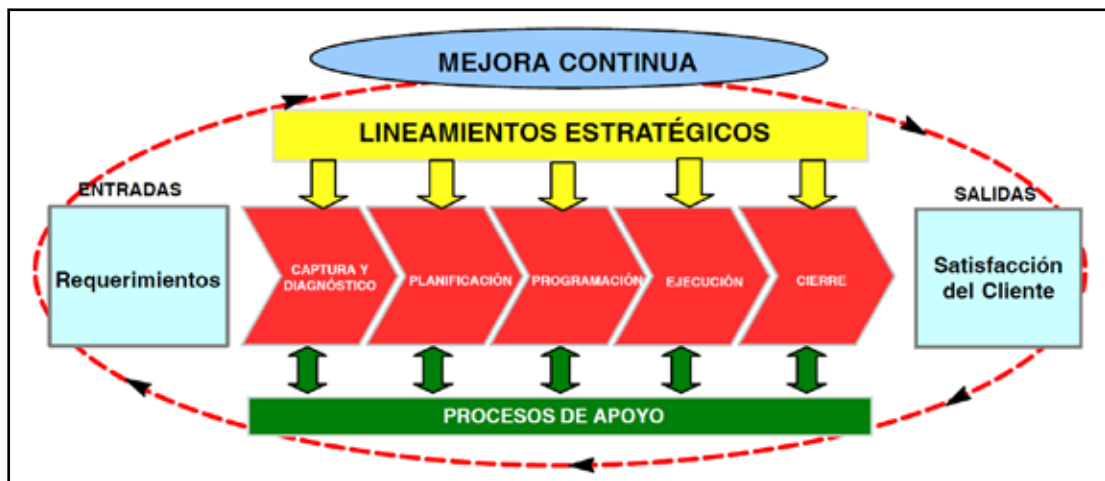 MEJORA CONTINUA
LINEAMIENTOS ESTRATÉGICOS
ENTRADAS
SALIDAS
Requerimientos
CAPTURA Y
DIAGNÓSTICO
PLANIFICACIÓN
PROGRAMACIÓN
EJECUCIÓN
CIERRE
Satisfacción
del Cliente
PROCESOS DE APOYO